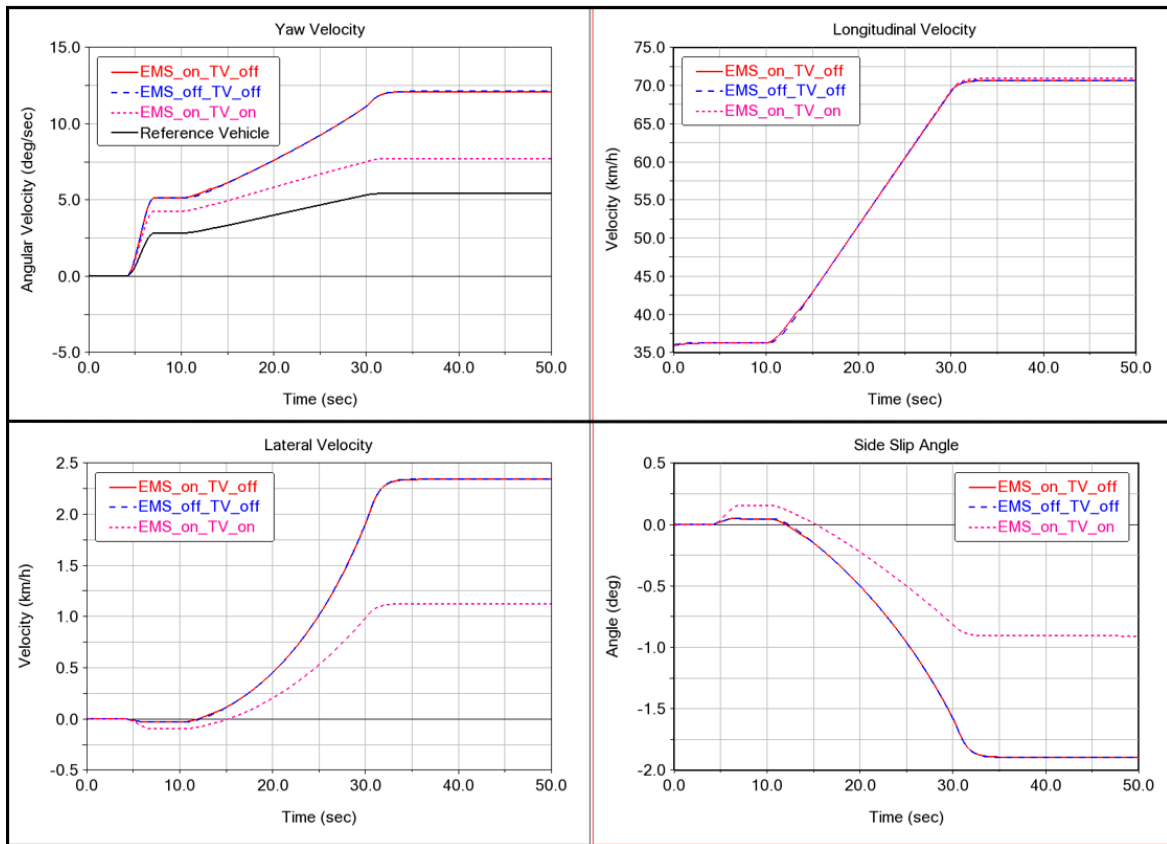 Yaw Velocity
15.0
10.0
5.0
0.0
-5.0
Angular Velocity (deg/sec)
EMS_on_TV_off
EMS_off_TV_off
EMS_on_TV_on
Reference Vehicle
0.0 10.0 20.0 30.0 40.0 50.0
Time (sec)
Longitudinal Velocity
75.0
70.0
65.0
60.0
55.0
50.0
45.0
40.0
35.0
Velocity (km/h)
EMS_on_TV_off
EMS_off_TV_off
EMS_on_TV_on
0.0 10.0 20.0 30.0 40.0 50.0
Time (sec)
Lateral Velocity
2.5
2.0
1.5
1.0
0.5
0.0
-0.5
Velocity (km/h)
EMS_on_TV_off
EMS_off_TV_off
EMS_on_TV_on
0.0 10.0 20.0 30.0 40.0 50.0
Time (sec)
Side Slip Angle
0.5
0.0
-0.5
-1.0
-1.5
-2.0
Angle (deg)
EMS_on_TV_off
EMS_off_TV_off
EMS_on_TV_on
0.0 10.0 20.0 30.0 40.0 50.0
Time (sec)